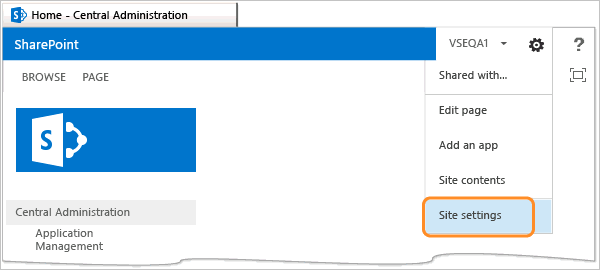 Home - Central Administration
SharePoint
VSEQA1
?
BROWSE PAGE
Shared with...
Edit page
Add an app
Site contents
Site settings
S
Central Administration
Application
Management